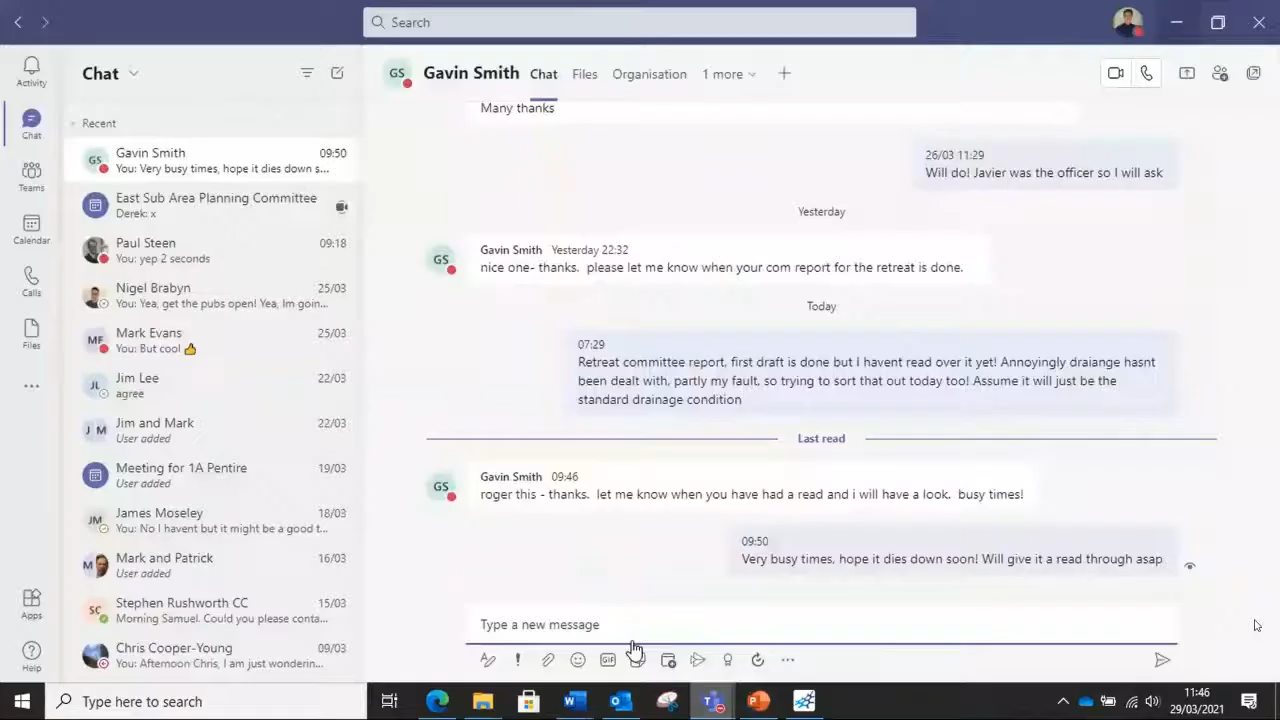 Search
Activity
Chat
Teams
Calendar
Calls
Files
Apps
Help
Chat
Recent
Gavin Smith 09:50
You: Very busy times, hope it dies down s...
East Sub Area Planning Committee
Derek: x
Paul Steen 09:18
You: yep 2 seconds
Nigel Brabyn 25/03
You: Yea, get the pubs open! Yea, Im goin...
MF Mark Evans 25/03
You: But cool 👍
JL Jim Lee 22/03
agree
J M Jim and Mark 22/03
User added
Meeting for 1A Pentire 19/03
User added
JM James Moseley 18/03
You: No I havent but it might be a good t...
Mark and Patrick 16/03
User added
SC Stephen Rushworth CC 15/03
Morning Samuel. Could you please conta...
Chris Cooper-Young 09/03
You: Afternoon Chris, I am just wonderin...
GS Gavin Smith Chat Files Organisation 1 more
Many thanks
26/03 11:29
Will do! Javier was the officer so I will ask
Yesterday
GS Gavin Smith Yesterday 22:32
nice one- thanks. please let me know when your com report for the retreat is done.
Today
07:29
Retreat committee report, first draft is done but I havent read over it yet! Annoyingly draiange hasnt
been dealt with, partly my fault, so trying to sort that out today too! Assume it will just be the
standard drainage condition
Last read
GS Gavin Smith 09:46
roger this - thanks. let me know when you have had a read and i will have a look. busy times!
09:50
Very busy times, hope it dies down soon! Will give it a read through asap
Type a new message
GIF
Type here to search
11:46
29/03/2021